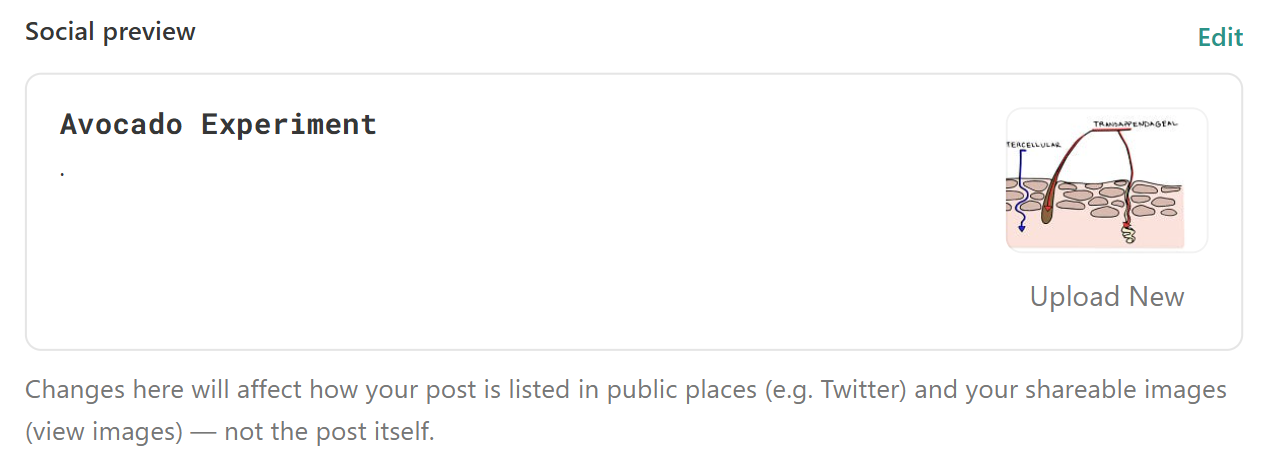 Social preview
Edit
Avocado Experiment
.
TRANSAPPENDAGEAL
TERCELLULAR
Upload New
Changes here will affect how your post is listed in public places (e.g. Twitter) and your shareable images
(view images) — not the post itself.